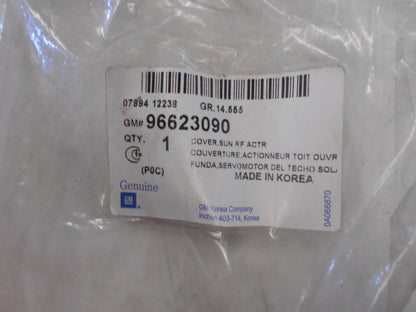 07894 12238 GR.14.555
GM# 96623090
QTY. 1
COVER,SUN RF ACTR
COUVERTURE,ACTIONNEUR TOIT OUVR
FUNDA,SERVOMOTOR DEL TECHO SOL
(P0C)
MADE IN KOREA
Genuine
GM
GM Korea Company
Incheon 403-714, Korea
0A066870